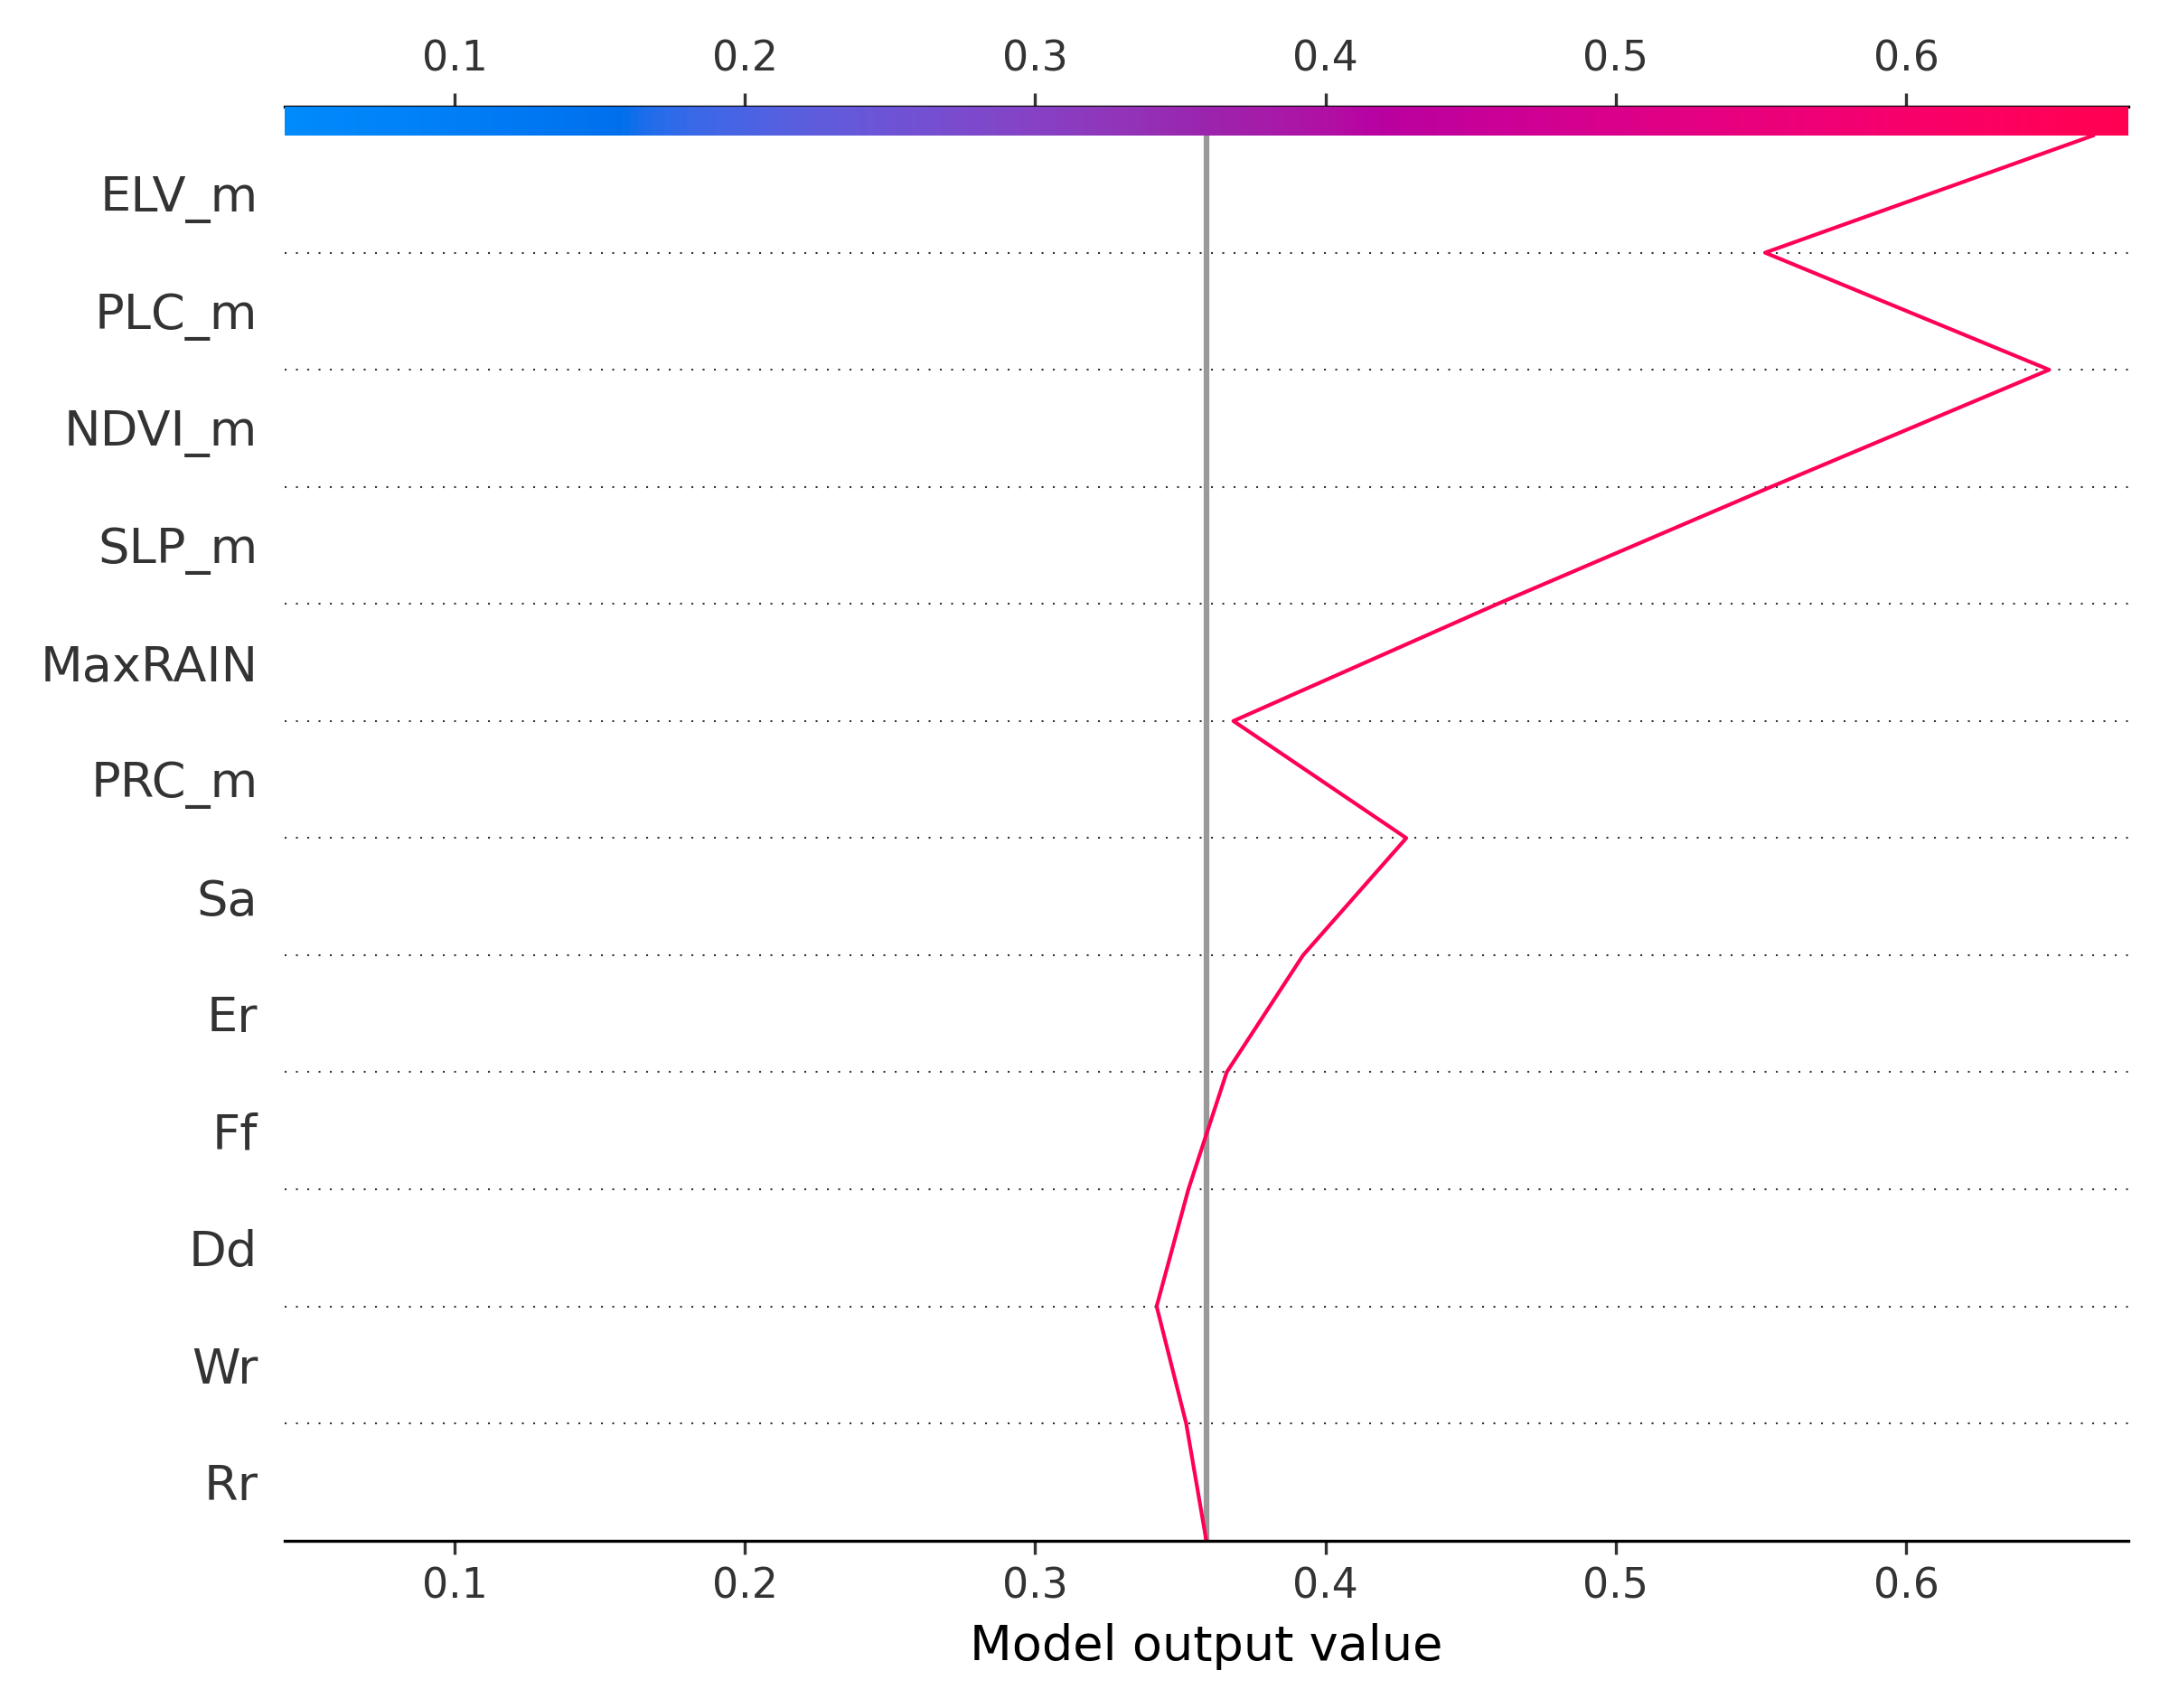 0.1 0.2 0.3 0.4 0.5 0.6
ELV_m
PLC_m
NDVI_m
SLP_m
MaxRAIN
PRC_m
Sa
Er
Ff
Dd
Wr
Rr
0.1 0.2 0.3 0.4 0.5 0.6
Model output value